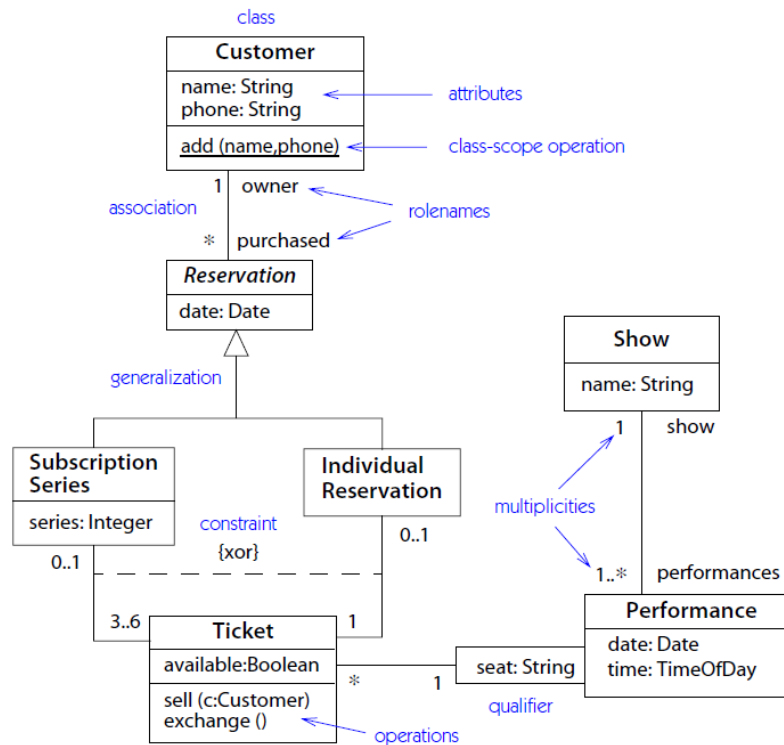 class
Customer
name: String
phone: String
attributes
add (name,phone)
class-scope operation
1 owner
association
rolenames
* purchased
Reservation
date: Date
generalization
Show
name: String
1 show
Subscription
Series
series: Integer
Individual
Reservation
multiplicities
constraint
{xor}
0..1
0..1
1..* performances
3..6
1
Ticket
available:Boolean
sell (c:Customer)
exchange ()
operations
*
1
seat: String
qualifier
Performance
date: Date
time: TimeOfDay